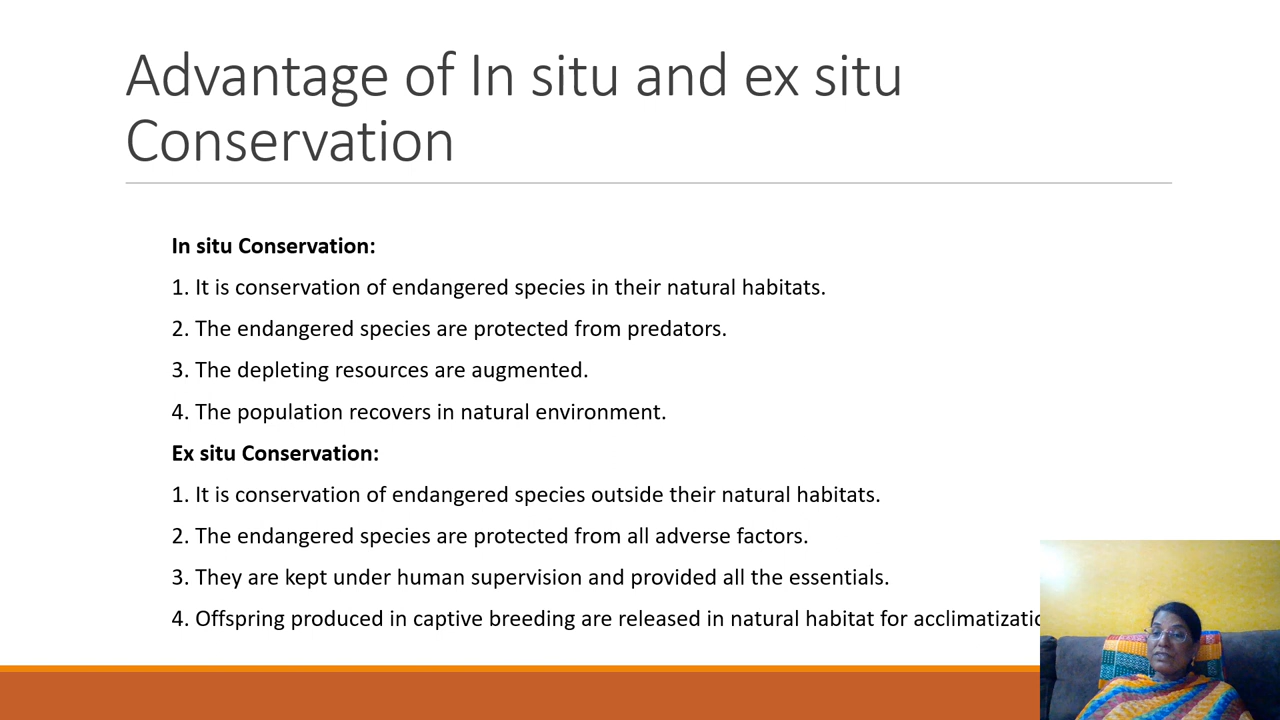 Advantage of In situ and ex situ
Conservation
In situ Conservation:
1. It is conservation of endangered species in their natural habitats.
2. The endangered species are protected from predators.
3. The depleting resources are augmented.
4. The population recovers in natural environment.
Ex situ Conservation:
1. It is conservation of endangered species outside their natural habitats.
2. The endangered species are protected from all adverse factors.
3. They are kept under human supervision and provided all the essentials.
4. Offspring produced in captive breeding are released in natural habitat for